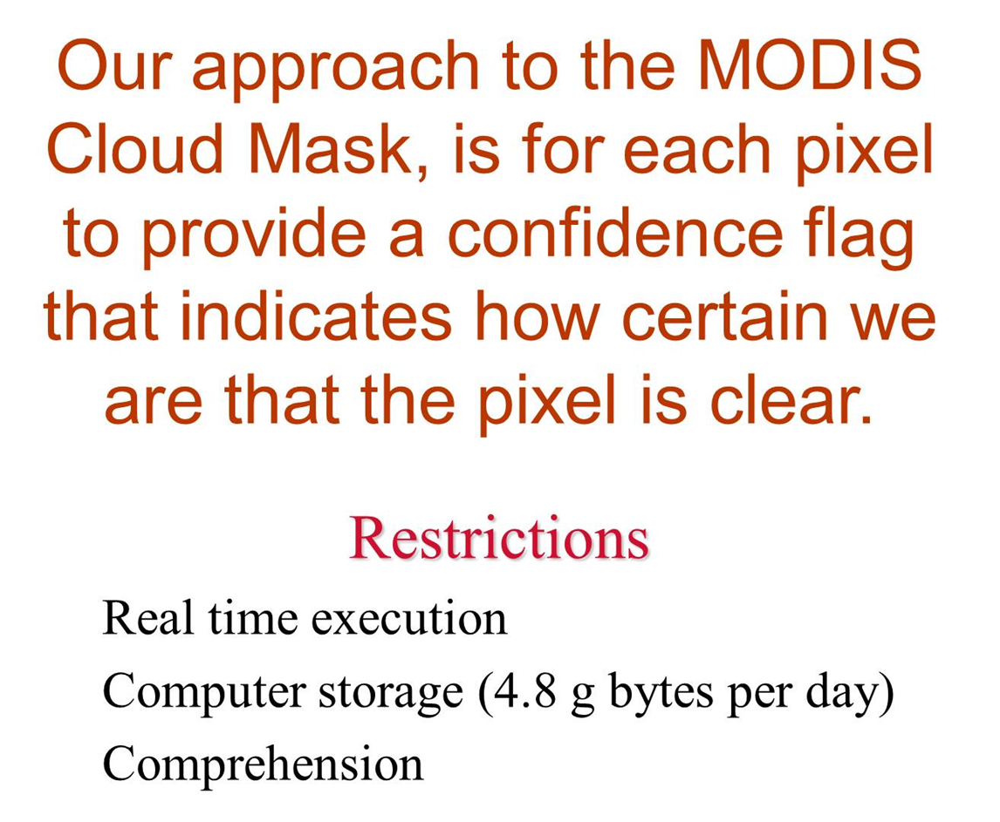 Our approach to the MODIS
Cloud Mask, is for each pixel
to provide a confidence flag
that indicates how certain we
are that the pixel is clear.
Restrictions
Real time execution
Computer storage (4.8 g bytes per day)
Comprehension